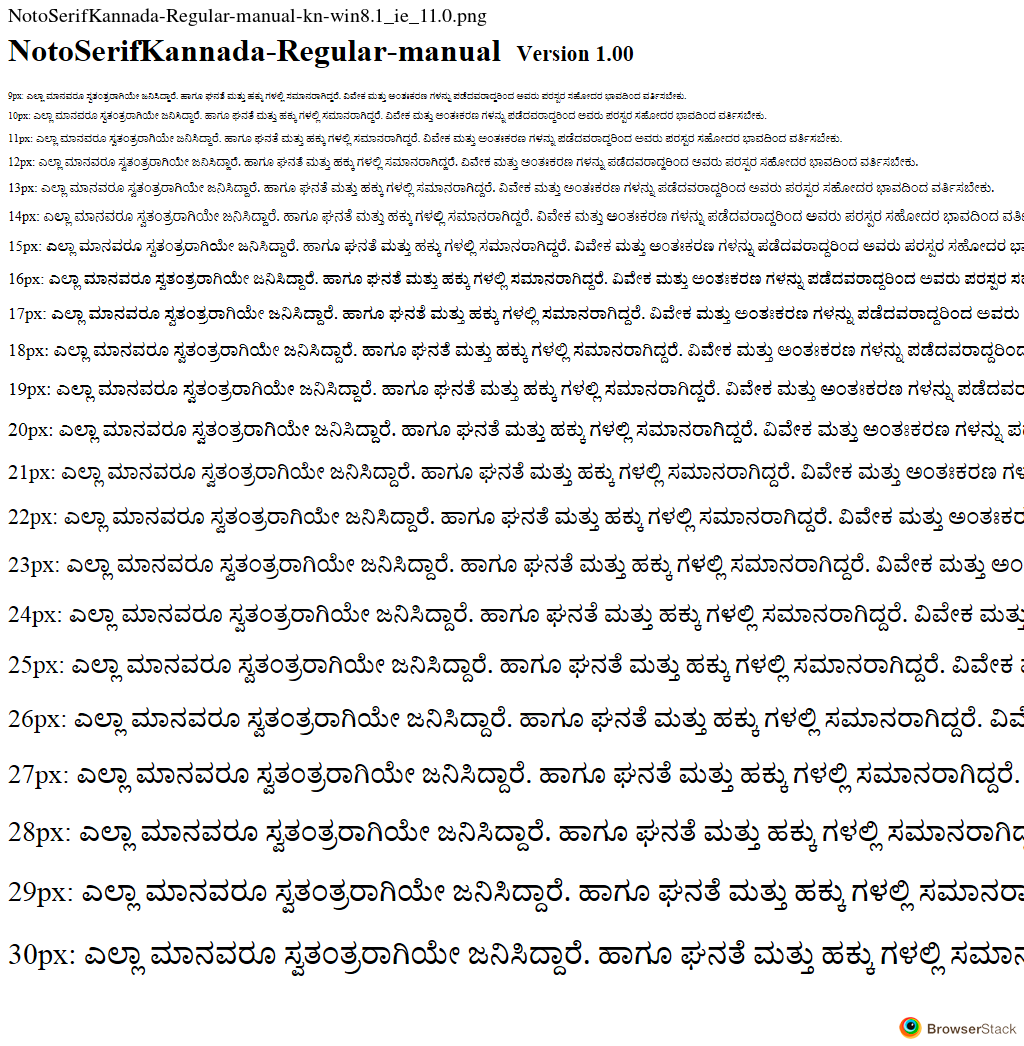 NotoSerifKannada-Regular-manual-kn-win8.1_ie_11.0.png
NotoSerifKannada-Regular-manual Version 1.00
9px: ಎಲ್ಲಾ ಮಾನವರೂ ಸ್ವತಂತ್ರರಾಗಿಯೇ ಜನಿಸಿದ್ದಾರೆ. ಹಾಗೂ ಘನತೆ ಮತ್ತು ಹಕ್ಕು ಗಳಲ್ಲಿ ಸಮಾನರಾಗಿದ್ದರೆ. ವಿವೇಕ ಮತ್ತು ಅಂತಃಕರಣ ಗಳನ್ನು ಪಡೆದವರಾದ್ದರಿಂದ ಅವರು ಪರಸ್ಪರ ಸಹೋದರ ಭಾವದಿಂದ ವರ್ತಿಸಬೇಕು.
10px: ಎಲ್ಲಾ ಮಾನವರೂ ಸ್ವತಂತ್ರರಾಗಿಯೇ ಜನಿಸಿದ್ದಾರೆ. ಹಾಗೂ ಘನತೆ ಮತ್ತು ಹಕ್ಕು ಗಳಲ್ಲಿ ಸಮಾನರಾಗಿದ್ದರೆ. ವಿವೇಕ ಮತ್ತು ಅಂತಃಕರಣ ಗಳನ್ನು ಪಡೆದವರಾದ್ದರಿಂದ ಅವರು ಪರಸ್ಪರ ಸಹೋದರ ಭಾವದಿಂದ ವರ್ತಿಸಬೇಕು.
11px: ಎಲ್ಲಾ ಮಾನವರೂ ಸ್ವತಂತ್ರರಾಗಿಯೇ ಜನಿಸಿದ್ದಾರೆ. ಹಾಗೂ ಘನತೆ ಮತ್ತು ಹಕ್ಕು ಗಳಲ್ಲಿ ಸಮಾನರಾಗಿದ್ದರೆ. ವಿವೇಕ ಮತ್ತು ಅಂತಃಕರಣ ಗಳನ್ನು ಪಡೆದವರಾದ್ದರಿಂದ ಅವರು ಪರಸ್ಪರ ಸಹೋದರ ಭಾವದಿಂದ ವರ್ತಿಸಬೇಕು.
12px: ಎಲ್ಲಾ ಮಾನವರೂ ಸ್ವತಂತ್ರರಾಗಿಯೇ ಜನಿಸಿದ್ದಾರೆ. ಹಾಗೂ ಘನತೆ ಮತ್ತು ಹಕ್ಕು ಗಳಲ್ಲಿ ಸಮಾನರಾಗಿದ್ದರೆ. ವಿವೇಕ ಮತ್ತು ಅಂತಃಕರಣ ಗಳನ್ನು ಪಡೆದವರಾದ್ದರಿಂದ ಅವರು ಪರಸ್ಪರ ಸಹೋದರ ಭಾವದಿಂದ ವರ್ತಿಸಬೇಕು.
13px: ಎಲ್ಲಾ ಮಾನವರೂ ಸ್ವತಂತ್ರರಾಗಿಯೇ ಜನಿಸಿದ್ದಾರೆ. ಹಾಗೂ ಘನತೆ ಮತ್ತು ಹಕ್ಕು ಗಳಲ್ಲಿ ಸಮಾನರಾಗಿದ್ದರೆ. ವಿವೇಕ ಮತ್ತು ಅಂತಃಕರಣ ಗಳನ್ನು ಪಡೆದವರಾದ್ದರಿಂದ ಅವರು ಪರಸ್ಪರ ಸಹೋದರ ಭಾವದಿಂದ ವರ್ತಿಸಬೇಕು.
14px: ಎಲ್ಲಾ ಮಾನವರೂ ಸ್ವತಂತ್ರರಾಗಿಯೇ ಜನಿಸಿದ್ದಾರೆ. ಹಾಗೂ ಘನತೆ ಮತ್ತು ಹಕ್ಕು ಗಳಲ್ಲಿ ಸಮಾನರಾಗಿದ್ದರೆ. ವಿವೇಕ ಮತ್ತು ಅಂತಃಕರಣ ಗಳನ್ನು ಪಡೆದವರಾದ್ದರಿಂದ ಅವರು ಪರಸ್ಪರ ಸಹೋದರ ಭಾವದಿಂದ
15px: ಎಲ್ಲಾ ಮಾನವರೂ ಸ್ವತಂತ್ರರಾಗಿಯೇ ಜನಿಸಿದ್ದಾರೆ. ಹಾಗೂ ಘನತೆ ಮತ್ತು ಹಕ್ಕು ಗಳಲ್ಲಿ ಸಮಾನರಾಗಿದ್ದರೆ. ವಿವೇಕ ಮತ್ತು ಅಂತಃಕರಣ ಗಳನ್ನು ಪಡೆದವರಾದ್ದರಿಂದ ಅವರು ಪರಸ್ಪರ ಸಹೋದರ
16px: ಎಲ್ಲಾ ಮಾನವರೂ ಸ್ವತಂತ್ರರಾಗಿಯೇ ಜನಿಸಿದ್ದಾರೆ. ಹಾಗೂ ಘನತೆ ಮತ್ತು ಹಕ್ಕು ಗಳಲ್ಲಿ ಸಮಾನರಾಗಿದ್ದರೆ. ವಿವೇಕ ಮತ್ತು ಅಂತಃಕರಣ ಗಳನ್ನು ಪಡೆದವರಾದ್ದರಿಂದ ಅವರು ಪರಸ್ಪರ
17px: ಎಲ್ಲಾ ಮಾನವರೂ ಸ್ವತಂತ್ರರಾಗಿಯೇ ಜನಿಸಿದ್ದಾರೆ. ಹಾಗೂ ಘನತೆ ಮತ್ತು ಹಕ್ಕು ಗಳಲ್ಲಿ ಸಮಾನರಾಗಿದ್ದರೆ. ವಿವೇಕ ಮತ್ತು ಅಂತಃಕರಣ ಗಳನ್ನು ಪಡೆದವರಾದ್ದರಿಂದ ಅವರು
18px: ಎಲ್ಲಾ ಮಾನವರೂ ಸ್ವತಂತ್ರರಾಗಿಯೇ ಜನಿಸಿದ್ದಾರೆ. ಹಾಗೂ ಘನತೆ ಮತ್ತು ಹಕ್ಕು ಗಳಲ್ಲಿ ಸಮಾನರಾಗಿದ್ದರೆ. ವಿವೇಕ ಮತ್ತು ಅಂತಃಕರಣ ಗಳನ್ನು ಪಡೆದವರಾದ್ದರಿಂದ
19px: ಎಲ್ಲಾ ಮಾನವರೂ ಸ್ವತಂತ್ರರಾಗಿಯೇ ಜನಿಸಿದ್ದಾರೆ. ಹಾಗೂ ಘನತೆ ಮತ್ತು ಹಕ್ಕು ಗಳಲ್ಲಿ ಸಮಾನರಾಗಿದ್ದರೆ. ವಿವೇಕ ಮತ್ತು ಅಂತಃಕರಣ ಗಳನ್ನು ಪಡೆದವರ
20px: ಎಲ್ಲಾ ಮಾನವರೂ ಸ್ವತಂತ್ರರಾಗಿಯೇ ಜನಿಸಿದ್ದಾರೆ. ಹಾಗೂ ಘನತೆ ಮತ್ತು ಹಕ್ಕು ಗಳಲ್ಲಿ ಸಮಾನರಾಗಿದ್ದರೆ. ವಿವೇಕ ಮತ್ತು ಅಂತಃಕರಣ ಗಳನ್ನು
21px: ಎಲ್ಲಾ ಮಾನವರೂ ಸ್ವತಂತ್ರರಾಗಿಯೇ ಜನಿಸಿದ್ದಾರೆ. ಹಾಗೂ ಘನತೆ ಮತ್ತು ಹಕ್ಕು ಗಳಲ್ಲಿ ಸಮಾನರಾಗಿದ್ದರೆ. ವಿವೇಕ ಮತ್ತು ಅಂತಃಕರಣ ಗಳ
22px: ಎಲ್ಲಾ ಮಾನವರೂ ಸ್ವತಂತ್ರರಾಗಿಯೇ ಜನಿಸಿದ್ದಾರೆ. ಹಾಗೂ ಘನತೆ ಮತ್ತು ಹಕ್ಕು ಗಳಲ್ಲಿ ಸಮಾನರಾಗಿದ್ದರೆ. ವಿವೇಕ ಮತ್ತು ಅಂತಃಕರ
23px: ಎಲ್ಲಾ ಮಾನವರೂ ಸ್ವತಂತ್ರರಾಗಿಯೇ ಜನಿಸಿದ್ದಾರೆ. ಹಾಗೂ ಘನತೆ ಮತ್ತು ಹಕ್ಕು ಗಳಲ್ಲಿ ಸಮಾನರಾಗಿದ್ದರೆ. ವಿವೇಕ ಮತ್ತು ಅಂ
24px: ಎಲ್ಲಾ ಮಾನವರೂ ಸ್ವತಂತ್ರರಾಗಿಯೇ ಜನಿಸಿದ್ದಾರೆ. ಹಾಗೂ ಘನತೆ ಮತ್ತು ಹಕ್ಕು ಗಳಲ್ಲಿ ಸಮಾನರಾಗಿದ್ದರೆ. ವಿವೇಕ ಮತ್ತು
25px: ಎಲ್ಲಾ ಮಾನವರೂ ಸ್ವತಂತ್ರರಾಗಿಯೇ ಜನಿಸಿದ್ದಾರೆ. ಹಾಗೂ ಘನತೆ ಮತ್ತು ಹಕ್ಕು ಗಳಲ್ಲಿ ಸಮಾನರಾಗಿದ್ದರೆ. ವಿವೇಕ
26px: ಎಲ್ಲಾ ಮಾನವರೂ ಸ್ವತಂತ್ರರಾಗಿಯೇ ಜನಿಸಿದ್ದಾರೆ. ಹಾಗೂ ಘನತೆ ಮತ್ತು ಹಕ್ಕು ಗಳಲ್ಲಿ ಸಮಾನರಾಗಿದ್ದರೆ. ವಿವೆ
27px: ಎಲ್ಲಾ ಮಾನವರೂ ಸ್ವತಂತ್ರರಾಗಿಯೇ ಜನಿಸಿದ್ದಾರೆ. ಹಾಗೂ ಘನತೆ ಮತ್ತು ಹಕ್ಕು ಗಳಲ್ಲಿ ಸಮಾನರಾಗಿದ್ದರೆ.
28px: ಎಲ್ಲಾ ಮಾನವರೂ ಸ್ವತಂತ್ರರಾಗಿಯೇ ಜನಿಸಿದ್ದಾರೆ. ಹಾಗೂ ಘನತೆ ಮತ್ತು ಹಕ್ಕು ಗಳಲ್ಲಿ ಸಮಾನರಾಗಿದ್ದ
29px: ಎಲ್ಲಾ ಮಾನವರೂ ಸ್ವತಂತ್ರರಾಗಿಯೇ ಜನಿಸಿದ್ದಾರೆ. ಹಾಗೂ ಘನತೆ ಮತ್ತು ಹಕ್ಕು ಗಳಲ್ಲಿ ಸಮಾನರಾ
30px: ಎಲ್ಲಾ ಮಾನವರೂ ಸ್ವತಂತ್ರರಾಗಿಯೇ ಜನಿಸಿದ್ದಾರೆ. ಹಾಗೂ ಘನತೆ ಮತ್ತು ಹಕ್ಕು ಗಳಲ್ಲಿ ಸಮಾನ
BrowserStack